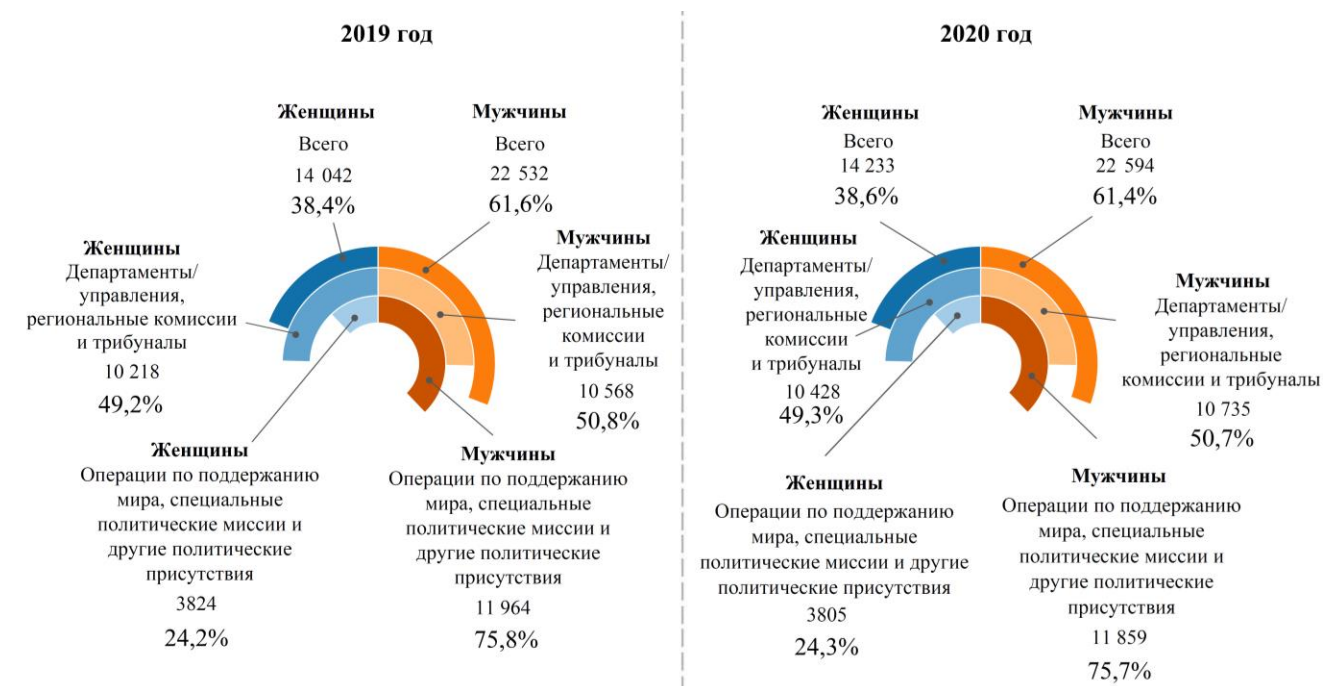 2019 год
Женщины
Всего
14 042
38,4%
Мужчины
Всего
22 532
61,6%
Женщины
Департаменты/
управления,
региональные комиссии
и трибуналы
10 218
49,2%
Мужчины
Департаменты/
управления,
региональные
комиссии
и трибуналы
10 568
50,8%
Женщины
Операции по поддержанию
мира, специальные
политические миссии и
другие политические
присутствия
3824
24,2%
Мужчины
Операции по поддержанию
мира, специальные
политические миссии и
другие политические
присутствия
11 964
75,8%
2020 год
Женщины
Всего
14 233
38,6%
Мужчины
Всего
22 594
61,4%
Женщины
Департаменты/
управления,
региональные
комиссии
и трибуналы
10 428
49,3%
Мужчины
Департаменты/
управления,
региональные
комиссии и трибуналы
10 735
50,7%
Женщины
Операции по поддержанию
мира, специальные
политические миссии и другие
политические присутствия
3805
24,3%
Мужчины
Операции по поддержанию
мира, специальные
политические миссии и
другие политические
присутствия
11 859
75,7%